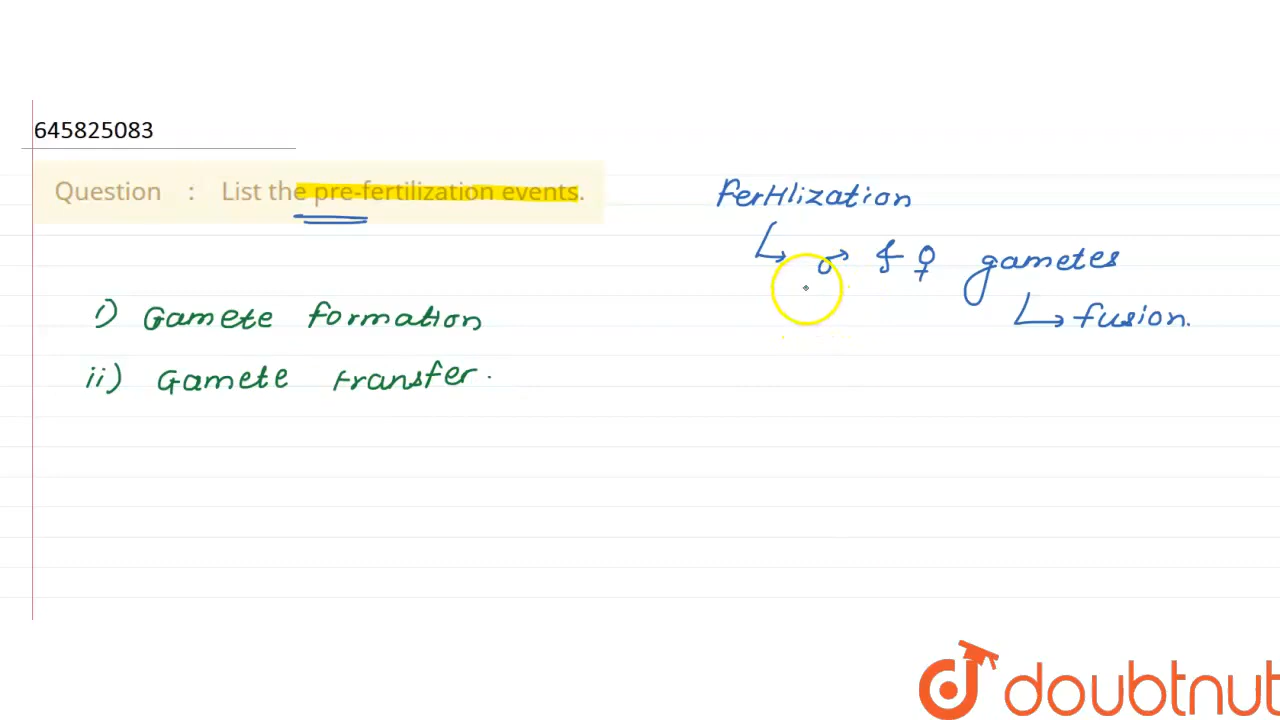 645825083
Question : List the pre-fertilization events.
Fertilization
♂ & ♀ gametes
fusion.
i) Gamete formation
ii) Gamete transfer.
doubtnut